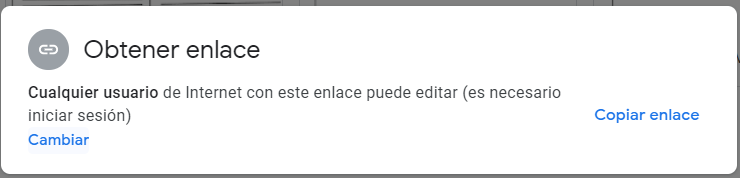 Obtener enlace
Cualquier usuario de Internet con este enlace puede editar (es necesario
iniciar sesión)
Copiar enlace
Cambiar